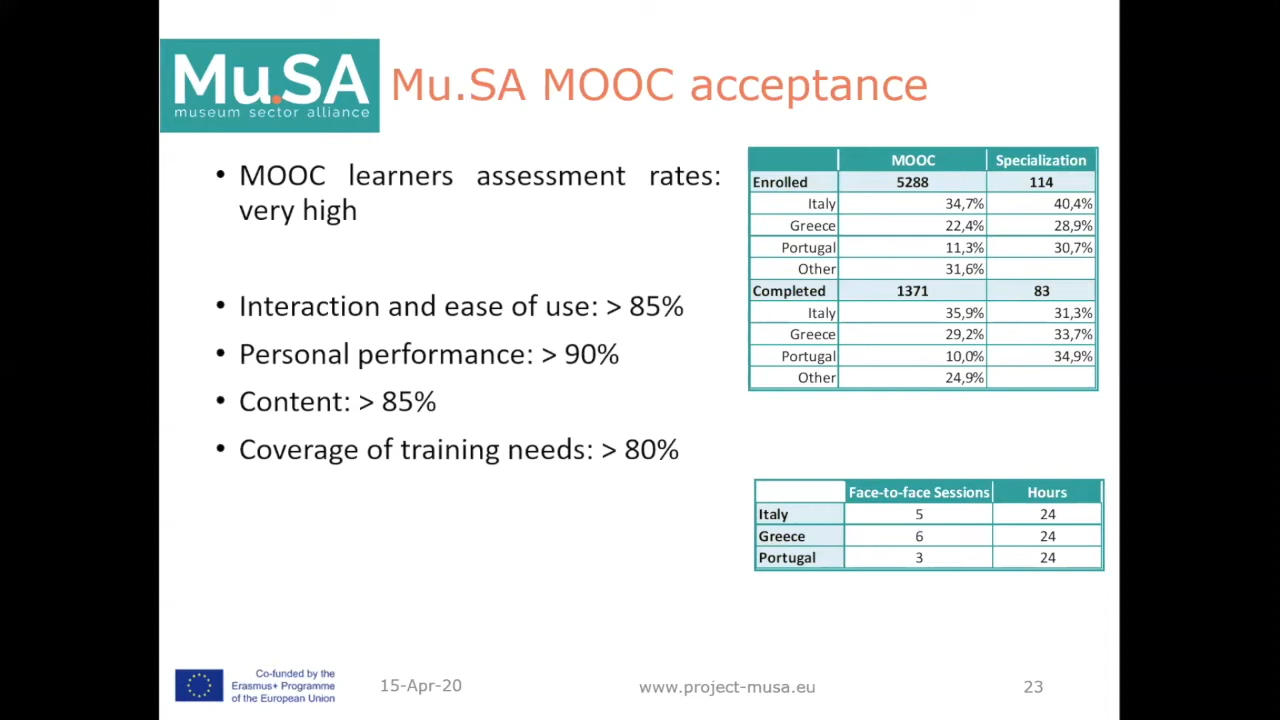 Mu.SA
museum sector alliance
Mu.SA MOOC acceptance
• MOOC learners assessment rates:
very high
• Interaction and ease of use: > 85%
• Personal performance: > 90%
• Content: > 85%
• Coverage of training needs: > 80%
MOOC Specialization
Enrolled 5288 114
Italy 34,7% 40,4%
Greece 22,4% 28,9%
Portugal 11,3% 30,7%
Other 31,6%
Completed 1371 83
Italy 35,9% 31,3%
Greece 29,2% 33,7%
Portugal 10,0% 34,9%
Other 24,9%
Face-to-face Sessions Hours
Italy 5 24
Greece 6 24
Portugal 3 24
Co-funded by the
Erasmus+ Programme
of the European Union
15-Apr-20
www.project-musa.eu
23